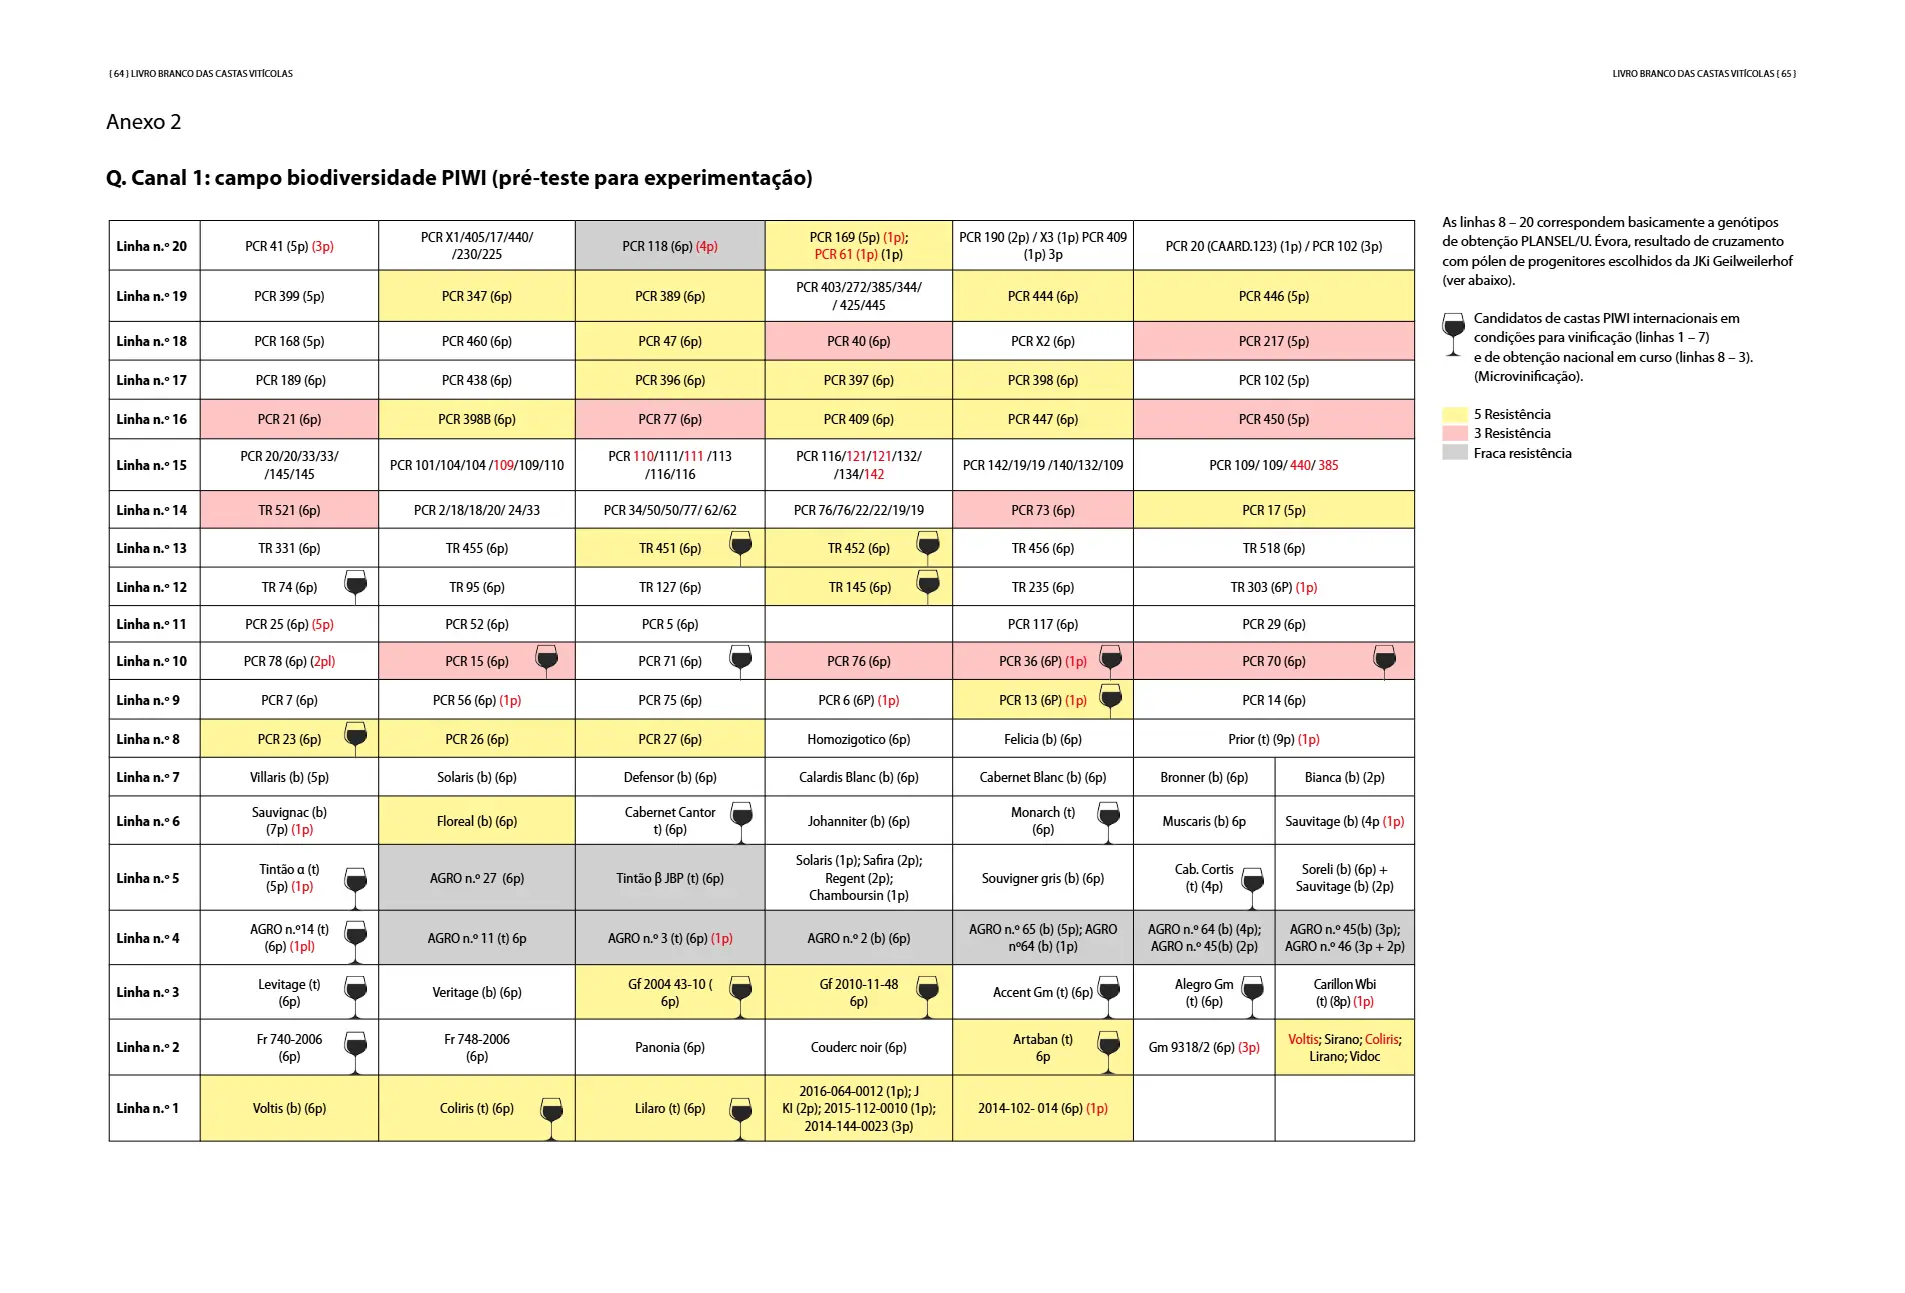 { 64 } LIVRO BRANCO DAS CASTAS VITÍCOLAS
LIVRO BRANCO DAS CASTAS VITÍCOLAS { 65 }
Anexo 2
Q. Canal 1: campo biodiversidade PIWI (pré-teste para experimentação)
Linha n.º 20
PCR 41 (5p) (3p)
PCR X1/405/17/440/
/230/225
PCR 118 (6p) (4p)
PCR 169 (5p) (1p);
PCR 61 (1p) (1p)
PCR 190 (2p) / X3 (1p) PCR 409
(1p) 3p
PCR 20 (CAARD.123) (1p) / PCR 102 (3p)
Linha n.º 19
PCR 399 (5p)
PCR 347 (6p)
PCR 389 (6p)
PCR 403/272/385/344/
/ 425/445
PCR 444 (6p)
PCR 446 (5p)
Linha n.º 18
PCR 168 (5p)
PCR 460 (6p)
PCR 47 (6p)
PCR 40 (6p)
PCR X2 (6p)
PCR 217 (5p)
Linha n.º 17
PCR 189 (6p)
PCR 438 (6p)
PCR 396 (6p)
PCR 397 (6p)
PCR 398 (6p)
PCR 102 (5p)
Linha n.º 16
PCR 21 (6p)
PCR 398B (6p)
PCR 77 (6p)
PCR 409 (6p)
PCR 447 (6p)
PCR 450 (5p)
Linha n.º 15
PCR 20/20/33/33/
/145/145
PCR 101/104/104 /109/109/110
PCR 110/111/111 /113
/116/116
PCR 116/121/121/132/
/134/142
PCR 142/19/19 /140/132/109
PCR 109/ 109/ 440/ 385
Linha n.º 14
TR 521 (6p)
PCR 2/18/18/20/ 24/33
PCR 34/50/50/77/ 62/62
PCR 76/76/22/22/19/19
PCR 73 (6p)
PCR 17 (5p)
Linha n.º 13
TR 331 (6p)
TR 455 (6p)
TR 451 (6p)
TR 452 (6p)
TR 456 (6p)
TR 518 (6p)
Linha n.º 12
TR 74 (6p)
TR 95 (6p)
TR 127 (6p)
TR 145 (6p)
TR 235 (6p)
TR 303 (6P) (1p)
Linha n.º 11
PCR 25 (6p) (5p)
PCR 52 (6p)
PCR 5 (6p)
PCR 117 (6p)
PCR 29 (6p)
Linha n.º 10
PCR 78 (6p) (2pl)
PCR 15 (6p)
PCR 71 (6p)
PCR 76 (6p)
PCR 36 (6P) (1p)
PCR 70 (6p)
Linha n.º 9
PCR 7 (6p)
PCR 56 (6p) (1p)
PCR 75 (6p)
PCR 6 (6P) (1p)
PCR 13 (6P) (1p)
PCR 14 (6p)
Linha n.º 8
PCR 23 (6p)
PCR 26 (6p)
PCR 27 (6p)
Homozigotico (6p)
Felicia (b) (6p)
Prior (t) (9p) (1p)
Linha n.º 7
Villaris (b) (5p)
Solaris (b) (6p)
Defensor (b) (6p)
Calardis Blanc (b) (6p)
Cabernet Blanc (b) (6p)
Bronner (b) (6p)
Bianca (b) (2p)
Linha n.º 6
Sauvignac (b)
(7p) (1p)
Floreal (b) (6p)
Cabernet Cantor
t) (6p)
Johanniter (b) (6p)
Monarch (t)
(6p)
Muscaris (b) 6p
Sauvitage (b) (4p (1p)
Linha n.º 5
Tintão α (t)
(5p) (1p)
AGRO n.º 27 (6p)
Tintão β JBP (t) (6p)
Solaris (1p); Safira (2p);
Regent (2p);
Chamboursin (1p)
Souvigner gris (b) (6p)
Cab. Cortis
(t) (4p)
Soreli (b) (6p) +
Sauvitage (b) (2p)
Linha n.º 4
AGRO n.º14 (t)
(6p) (1pl)
AGRO n.º 11 (t) 6p
AGRO n.º 3 (t) (6p) (1p)
AGRO n.º 2 (b) (6p)
AGRO n.º 65 (b) (5p); AGRO
nº64 (b) (1p)
AGRO n.º 64 (b) (4p);
AGRO n.º 45(b) (2p)
AGRO n.º 45(b) (3p);
AGRO n.º 46 (3p + 2p)
Linha n.º 3
Levitage (t)
(6p)
Veritage (b) (6p)
Gf 2004 43-10 (
6p)
Gf 2010-11-48
6p)
Accent Gm (t) (6p)
Alegro Gm
(t) (6p)
Carillon Wbi
(t) (8p) (1p)
Linha n.º 2
Fr 740-2006
(6p)
Fr 748-2006
(6p)
Panonia (6p)
Couderc noir (6p)
Artaban (t)
6p
Gm 9318/2 (6p) (3p)
Voltis; Sirano; Coliris;
Lirano; Vidoc
Linha n.º 1
Voltis (b) (6p)
Coliris (t) (6p)
Lilaro (t) (6p)
2016-064-0012 (1p); J
KI (2p); 2015-112-0010 (1p);
2014-144-0023 (3p)
2014-102- 014 (6p) (1p)
As linhas 8 – 20 correspondem basicamente a genótipos
de obtenção PLANSEL/U. Évora, resultado de cruzamento
com pólen de progenitores escolhidos da JKi Geilweilerhof
(ver abaixo).
Candidatos de castas PIWI internacionais em
condições para vinificação (linhas 1 – 7)
e de obtenção nacional em curso (linhas 8 – 3).
(Microvinificação).
5 Resistência
3 Resistência
Fraca resistência